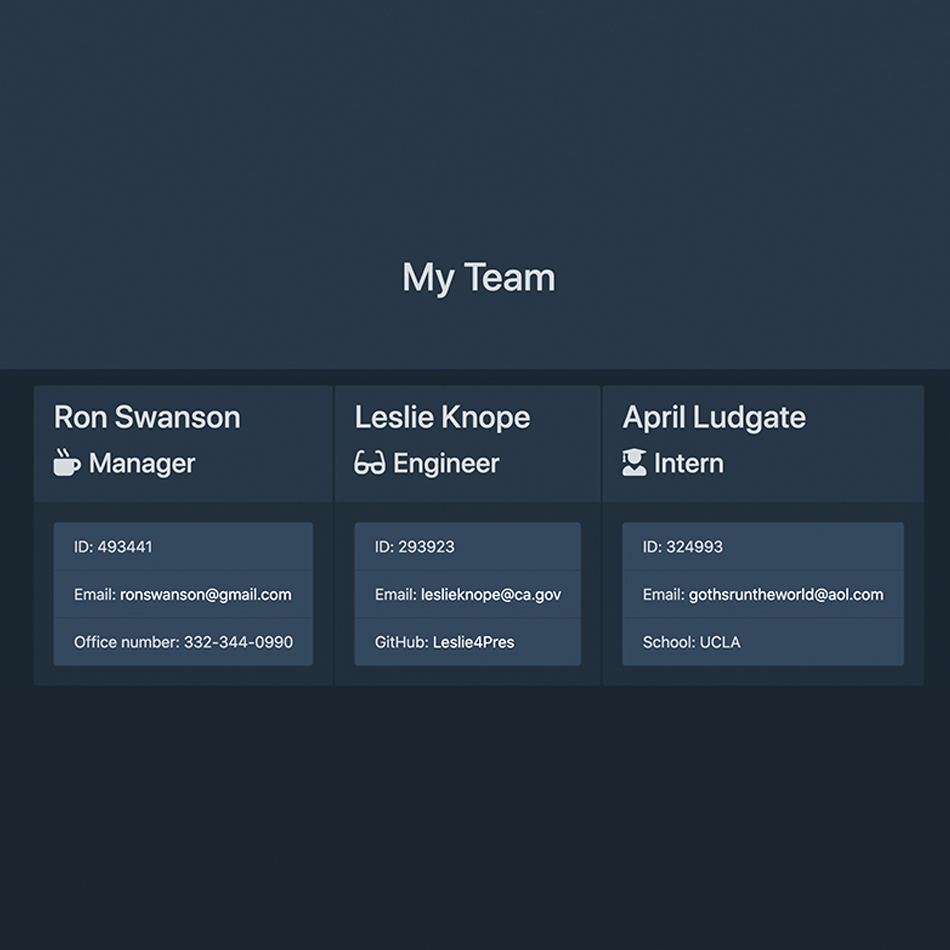 My Team
Ron Swanson
Manager
ID: 493441
Email: ronswanson@gmail.com
Office number: 332-344-0990
Leslie Knope
Engineer
ID: 293923
Email: leslieknope@ca.gov
GitHub: Leslie4Pres
April Ludgate
Intern
ID: 324993
Email: gothsruntheworld@aol.com
School: UCLA